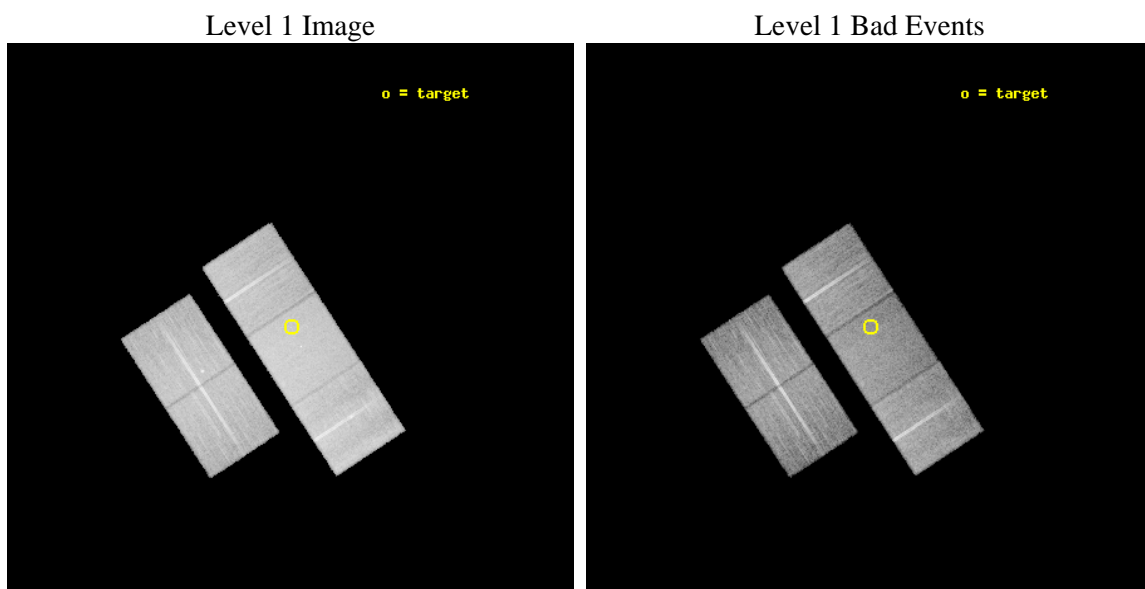 Level 1 Image
Level 1 Bad Events
o = target
o = target